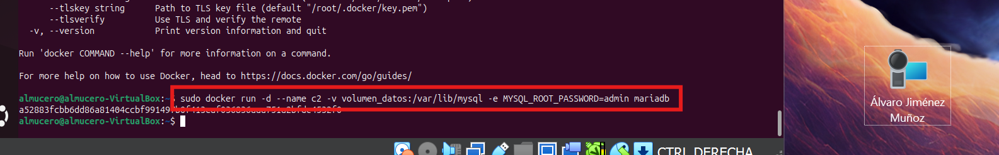 --tlskey string      Path to TLS key file (default "/root/.docker/key.pem")
--tlsverify          Use TLS and verify the remote
-v, --version            Print version information and quit
Run 'docker COMMAND --help' for more information on a command.
For more help on how to use Docker, head to https://docs.docker.com/go/guides/
almucero@almucero-VirtualBox:~$ sudo docker run -d --name c2 -v volumen_datos:/var/lib/mysql -e MYSQL_ROOT_PASSWORD=admin mariadb
almucero@almucero-VirtualBox:~$
Álvaro Jiménez
Muñoz
CTRL DERECHA